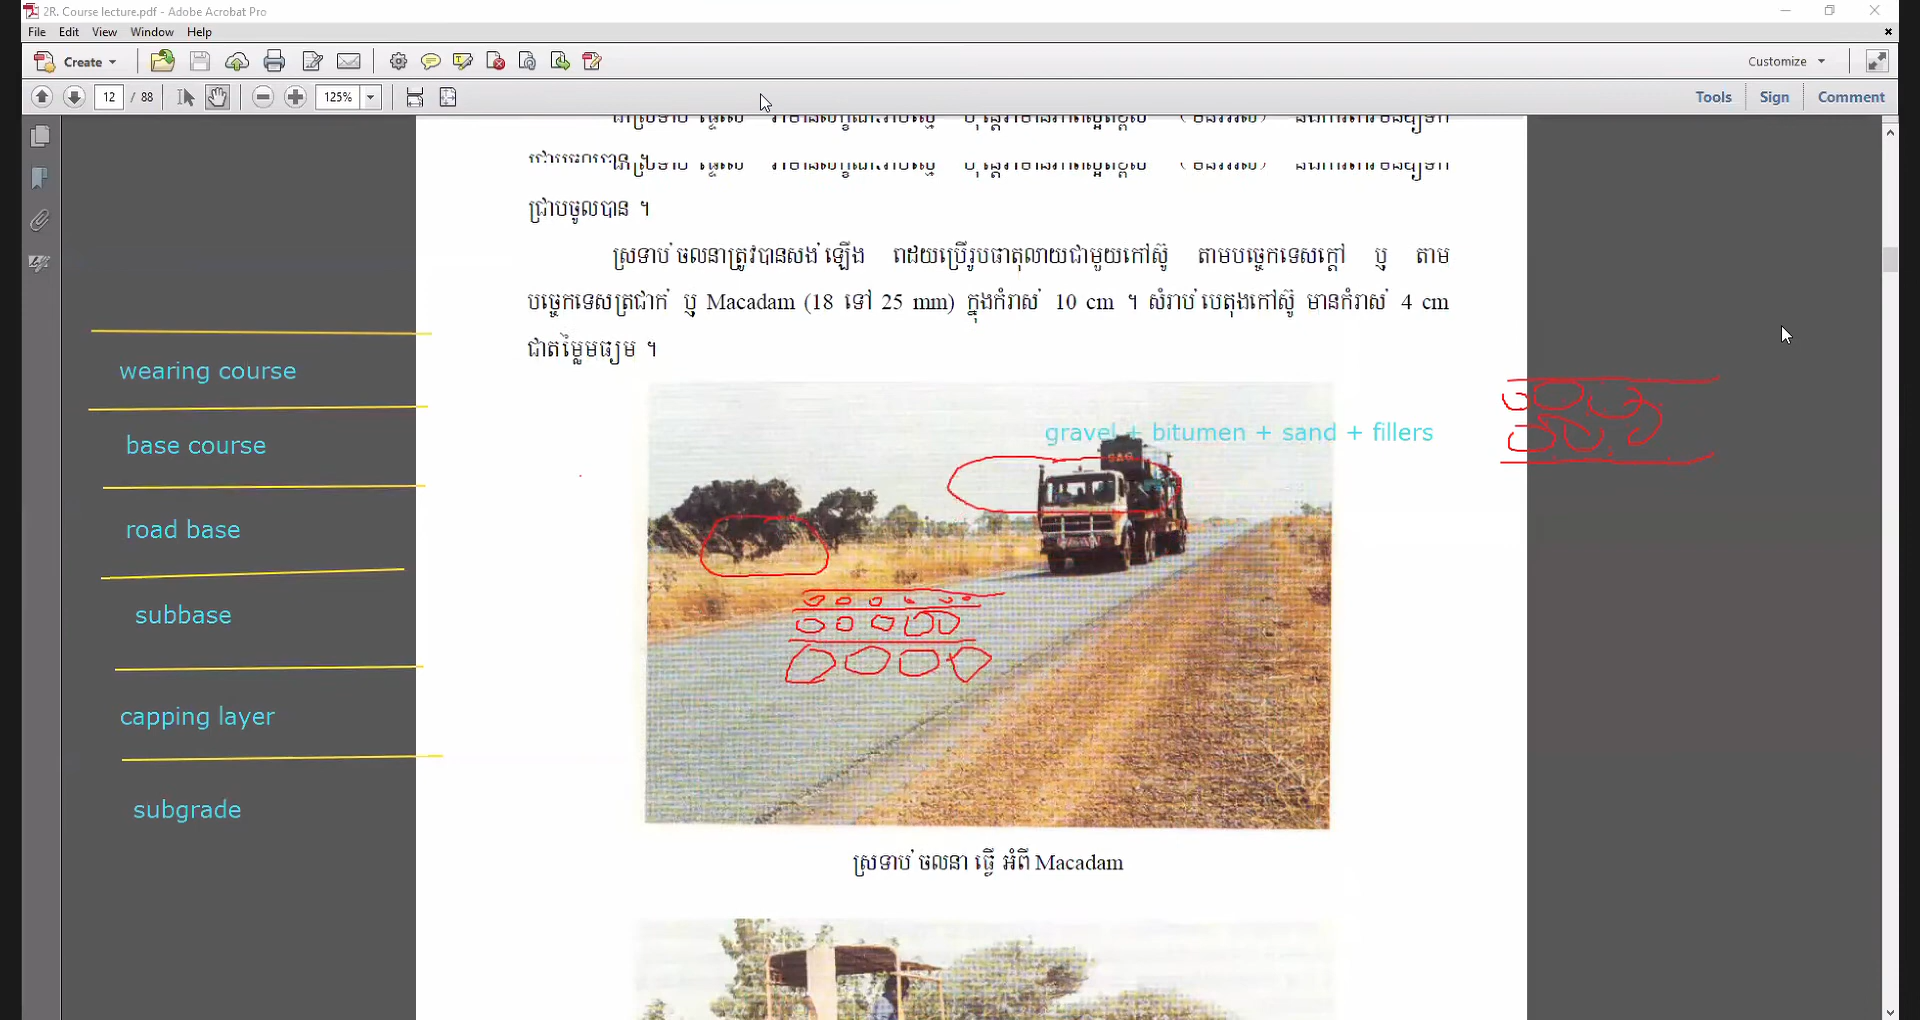 2R. Course lecture.pdf - Adobe Acrobat Pro
File Edit View Window Help
Create
Customize
12 / 88
125%
Tools Sign Comment
ជ្រាបចូលបាន ។
ស្រទាប់ ចលនាត្រូវបានសង់ ឡើង ដោយប្រើរូបធាតុលាយជាមួយកៅស៊ូ តាមបច្ចេកទេសក្តៅ ឬ តាម
បច្ចេកទេសត្រជាក់ ឬ Macadam (18 ទៅ 25 mm) ក្នុងកំរាស់ 10 cm ។ សំរាប់ បេតុងកៅស៊ូ មានកំរាស់ 4 cm
ជាតម្លៃមធ្យម ។
wearing course
base course
road base
subbase
capping layer
subgrade
gravel + bitumen + sand + fillers
ស្រទាប់ ចលនា ធ្វើ អំពី Macadam